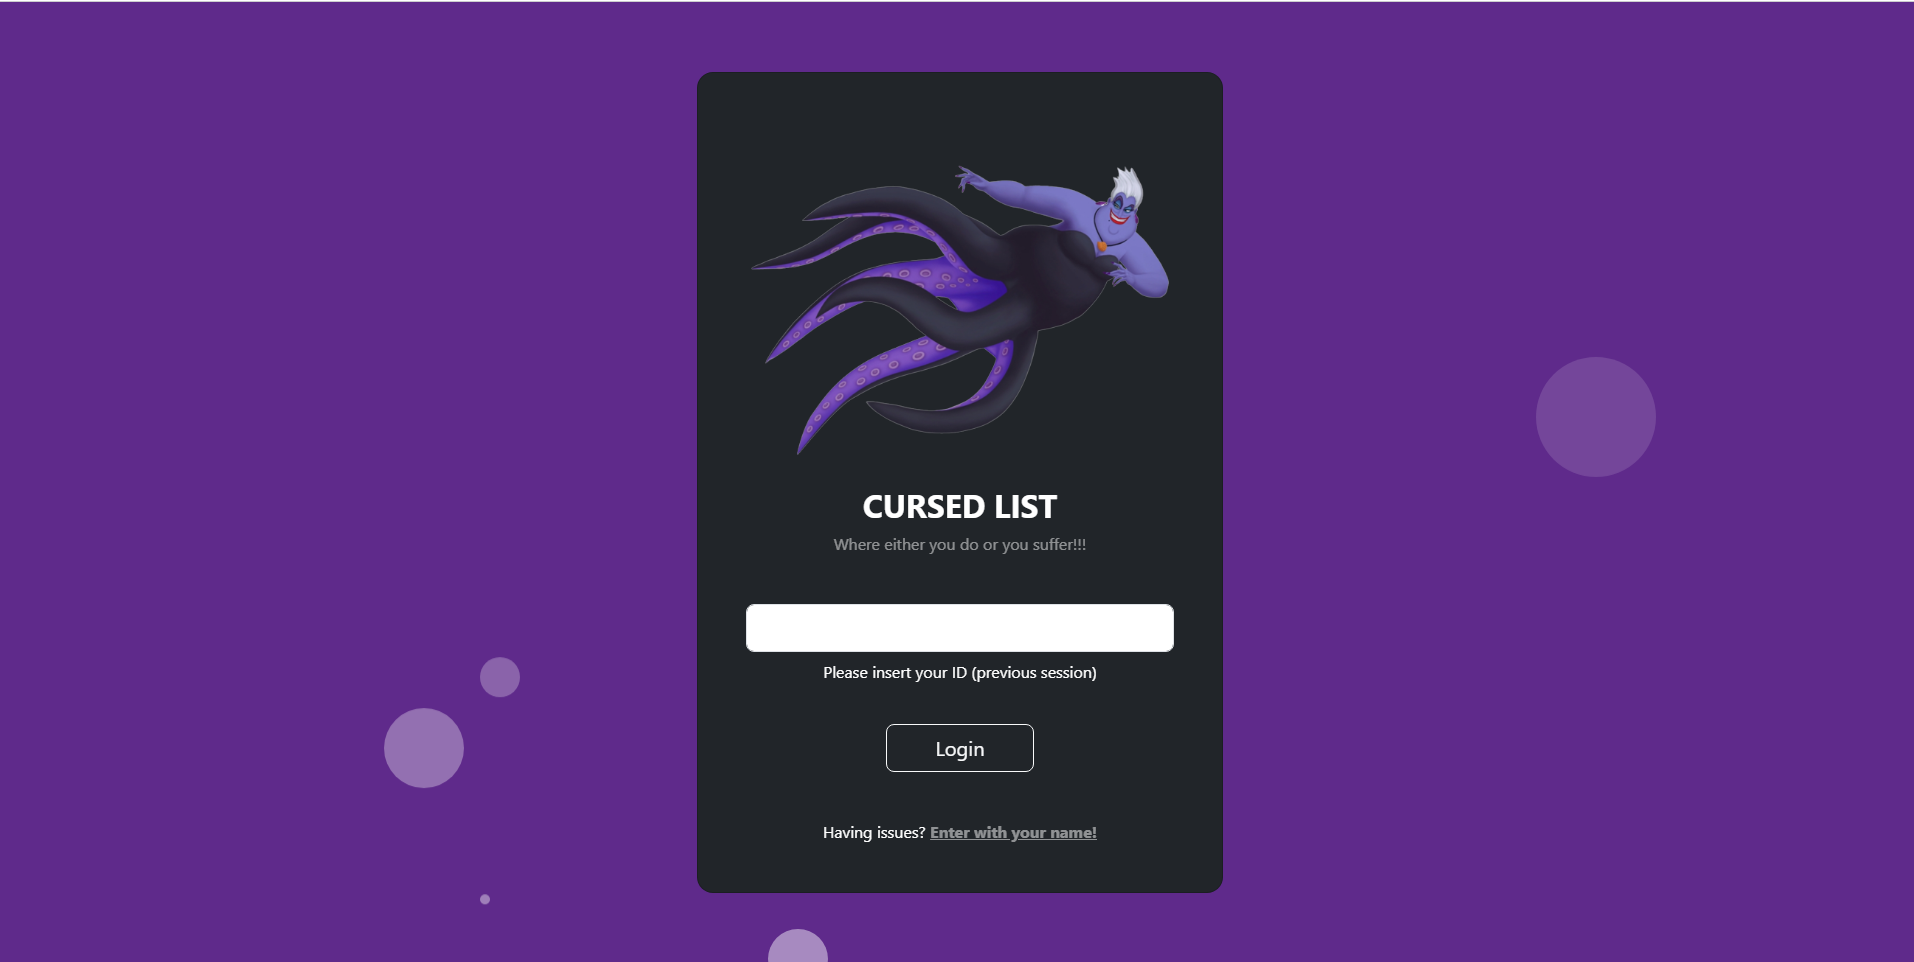 CURSED LIST
Where either you do or you suffer!!!
Please insert your ID (previous session)
Login
Having issues? Enter with your name!